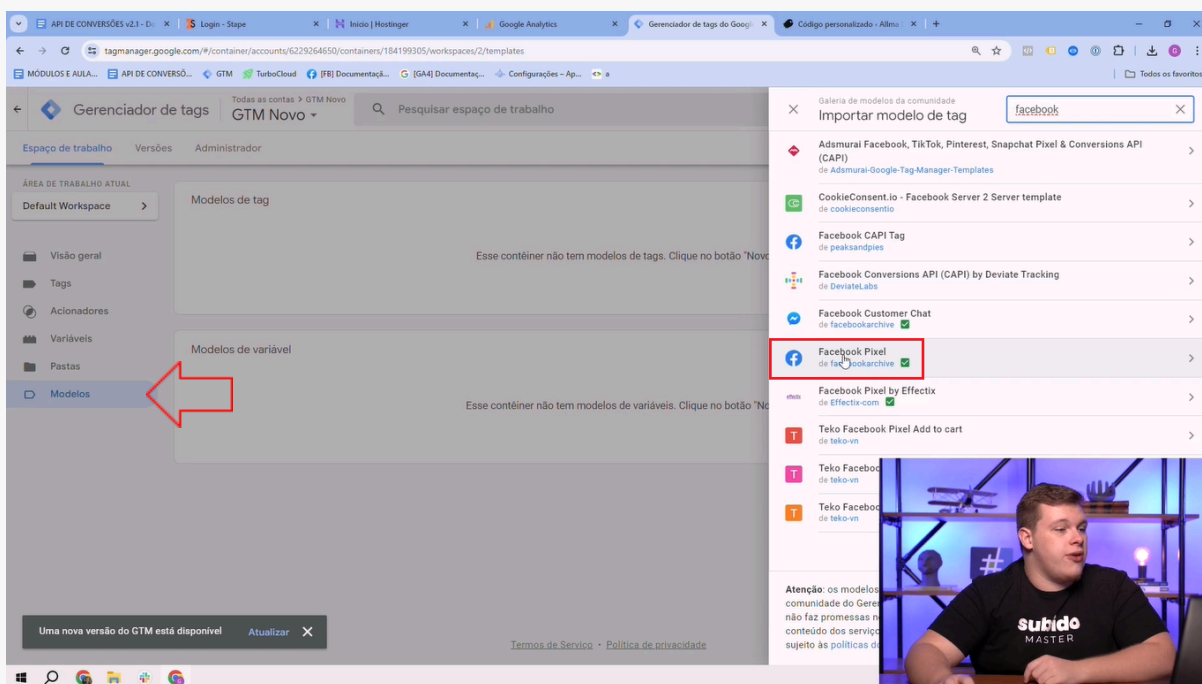 API DE CONVERSÕES v2.1 - Do
Login - Stape
Início | Hostinger
Google Analytics
Gerenciador de tags do Google
Código personalizado ‹ Allma
tagmanager.google.com/#/container/accounts/6229264650/containers/184199305/workspaces/2/templates
MÓDULOS E AULA...
API DE CONVERSÕ...
GTM
TurboCloud
[FB] Documentaçã...
[GA4] Documentaç...
Configurações – Ap...
a
Todos os favoritos
Gerenciador de tags
Todas as contas > GTM Novo
GTM Novo
Pesquisar espaço de trabalho
Espaço de trabalho
Versões
Administrador
ÁREA DE TRABALHO ATUAL
Default Workspace
Visão geral
Tags
Acionadores
Variáveis
Pastas
Modelos
Modelos de tag
Esse contêiner não tem modelos de tags. Clique no botão "Novo
Modelos de variável
Esse contêiner não tem modelos de variáveis. Clique no botão "No
Uma nova versão do GTM está disponível
Atualizar
Termos de Serviço · Política de privacidade
Galeria de modelos da comunidade
Importar modelo de tag
facebook
Adsmurai Facebook, TikTok, Pinterest, Snapchat Pixel & Conversions API
(CAPI)
de Adsmurai-Google-Tag-Manager-Templates
CookieConsent.io - Facebook Server 2 Server template
de cookieconsentio
Facebook CAPI Tag
de peaksandpies
Facebook Conversions API (CAPI) by Deviate Tracking
de DeviateLabs
Facebook Customer Chat
de facebookarchive
Facebook Pixel
de facebookarchive
Facebook Pixel by Effectix
de Effectix-com
Teko Facebook Pixel Add to cart
de teko-vn
Teko Faceboo
de teko-vn
Teko Faceboo
de teko-vn
Atenção: os modelos
comunidade do Geren
não faz promessas n
conteúdo dos serviço
sujeito às políticas d
#
subido
MASTER